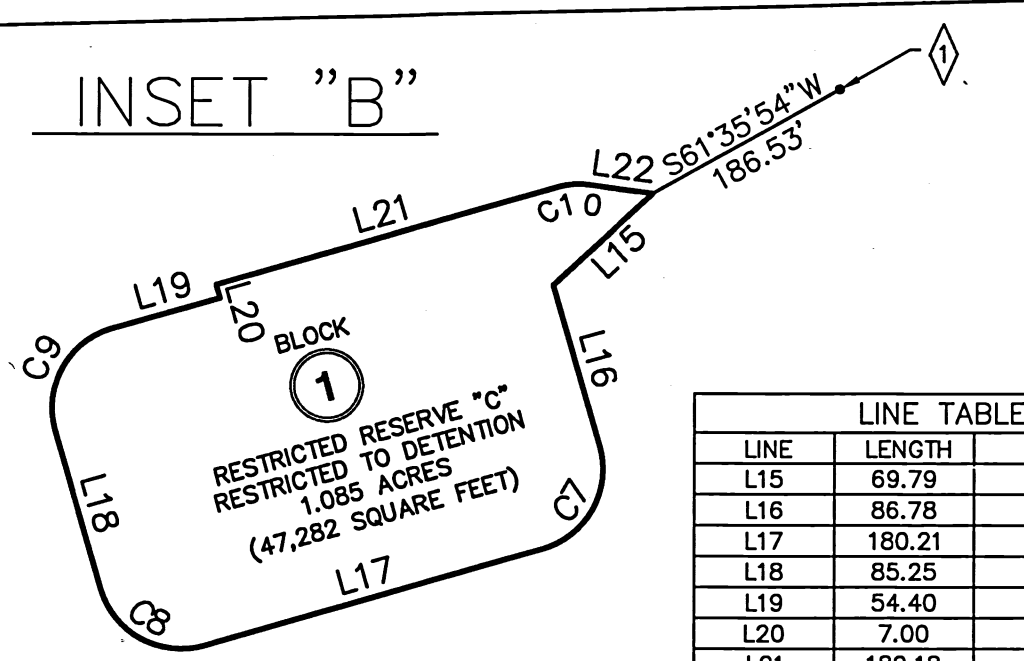 INSET "B"
1
S61°35'54"W
186.53'
L22
L21
C10
L15
L19
L20
C9
L16
BLOCK
1
RESTRICTED RESERVE "C"
RESTRICTED TO DETENTION
1.085 ACRES
(47,282 SQUARE FEET)
L18
C7
L17
C8
LINE TABLE
LINE LENGTH
L15 69.79
L16 86.78
L17 180.21
L18 85.25
L19 54.40
L20 7.00